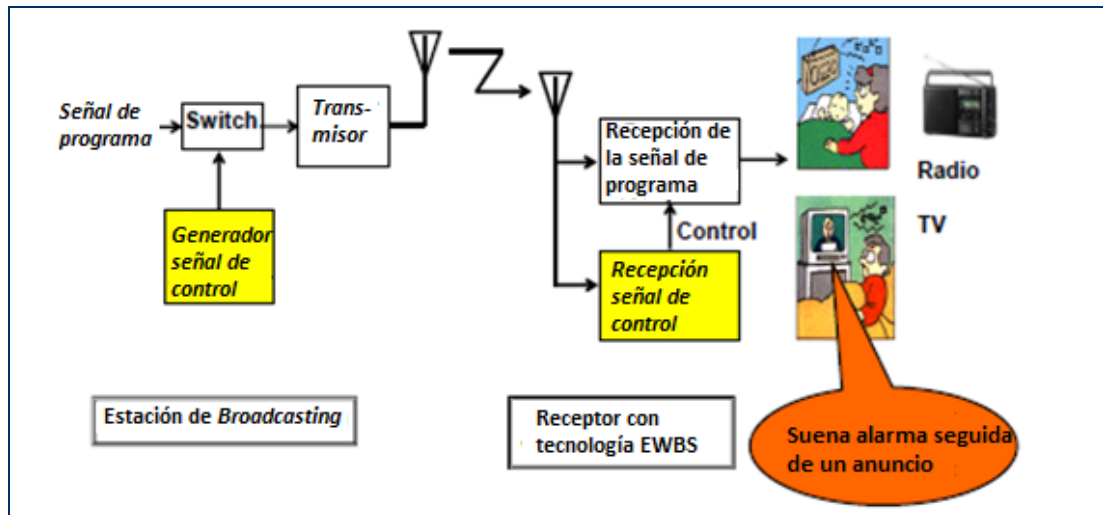 Señal de
programa
Switch
Trans-
misor
Generador
señal de
control
Estación de Broadcasting
Recepción de
la señal de
programa
Control
Recepción
señal de
control
Receptor con
tecnología EWBS
Radio
TV
Suena alarma seguida
de un anuncio